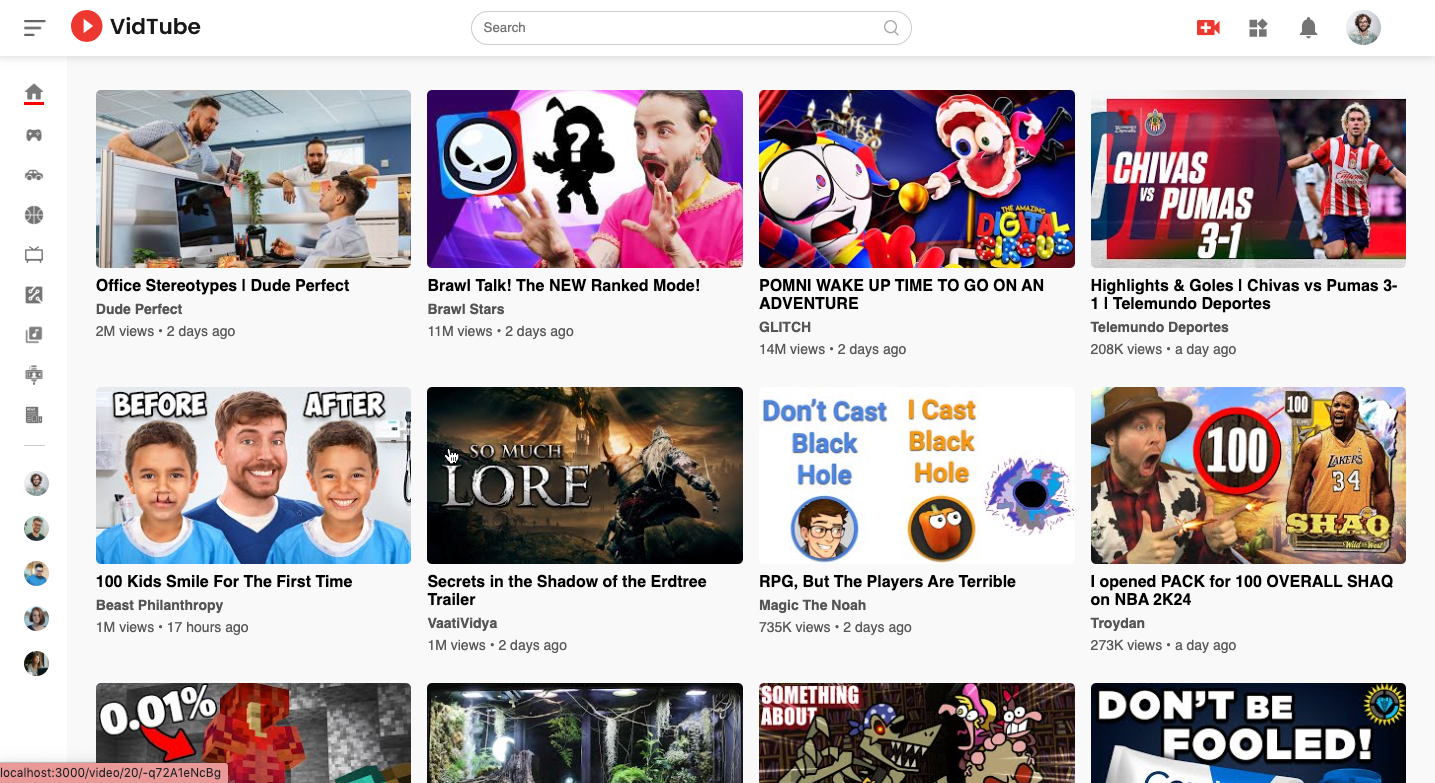 VidTube
Search
Office Stereotypes | Dude Perfect
Dude Perfect
2M views • 2 days ago
Brawl Talk! The NEW Ranked Mode!
Brawl Stars
11M views • 2 days ago
THE AMAZING
DIGITAL
CIRCUS
POMNI WAKE UP TIME TO GO ON AN
ADVENTURE
GLITCH
14M views • 2 days ago
CHIVAS
VS PUMAS
3-1
Highlights & Goles | Chivas vs Pumas 3-
1 | Telemundo Deportes
Telemundo Deportes
208K views • a day ago
BEFORE AFTER
100 Kids Smile For The First Time
Beast Philanthropy
1M views • 17 hours ago
SO MUCH
LORE
Secrets in the Shadow of the Erdtree
Trailer
VaatiVidya
1M views • 2 days ago
Don't Cast
Black
Hole
I Cast
Black
Hole
RPG, But The Players Are Terrible
Magic The Noah
735K views • 2 days ago
100
100
LAKERS
34
SHAQ
Wild West
I opened PACK for 100 OVERALL SHAQ
on NBA 2K24
Troydan
273K views • a day ago
0.01%
SOMETHING
ABOUT
DON'T BE
FOOLED!
localhost:3000/video/20/-q72A1eNcBg